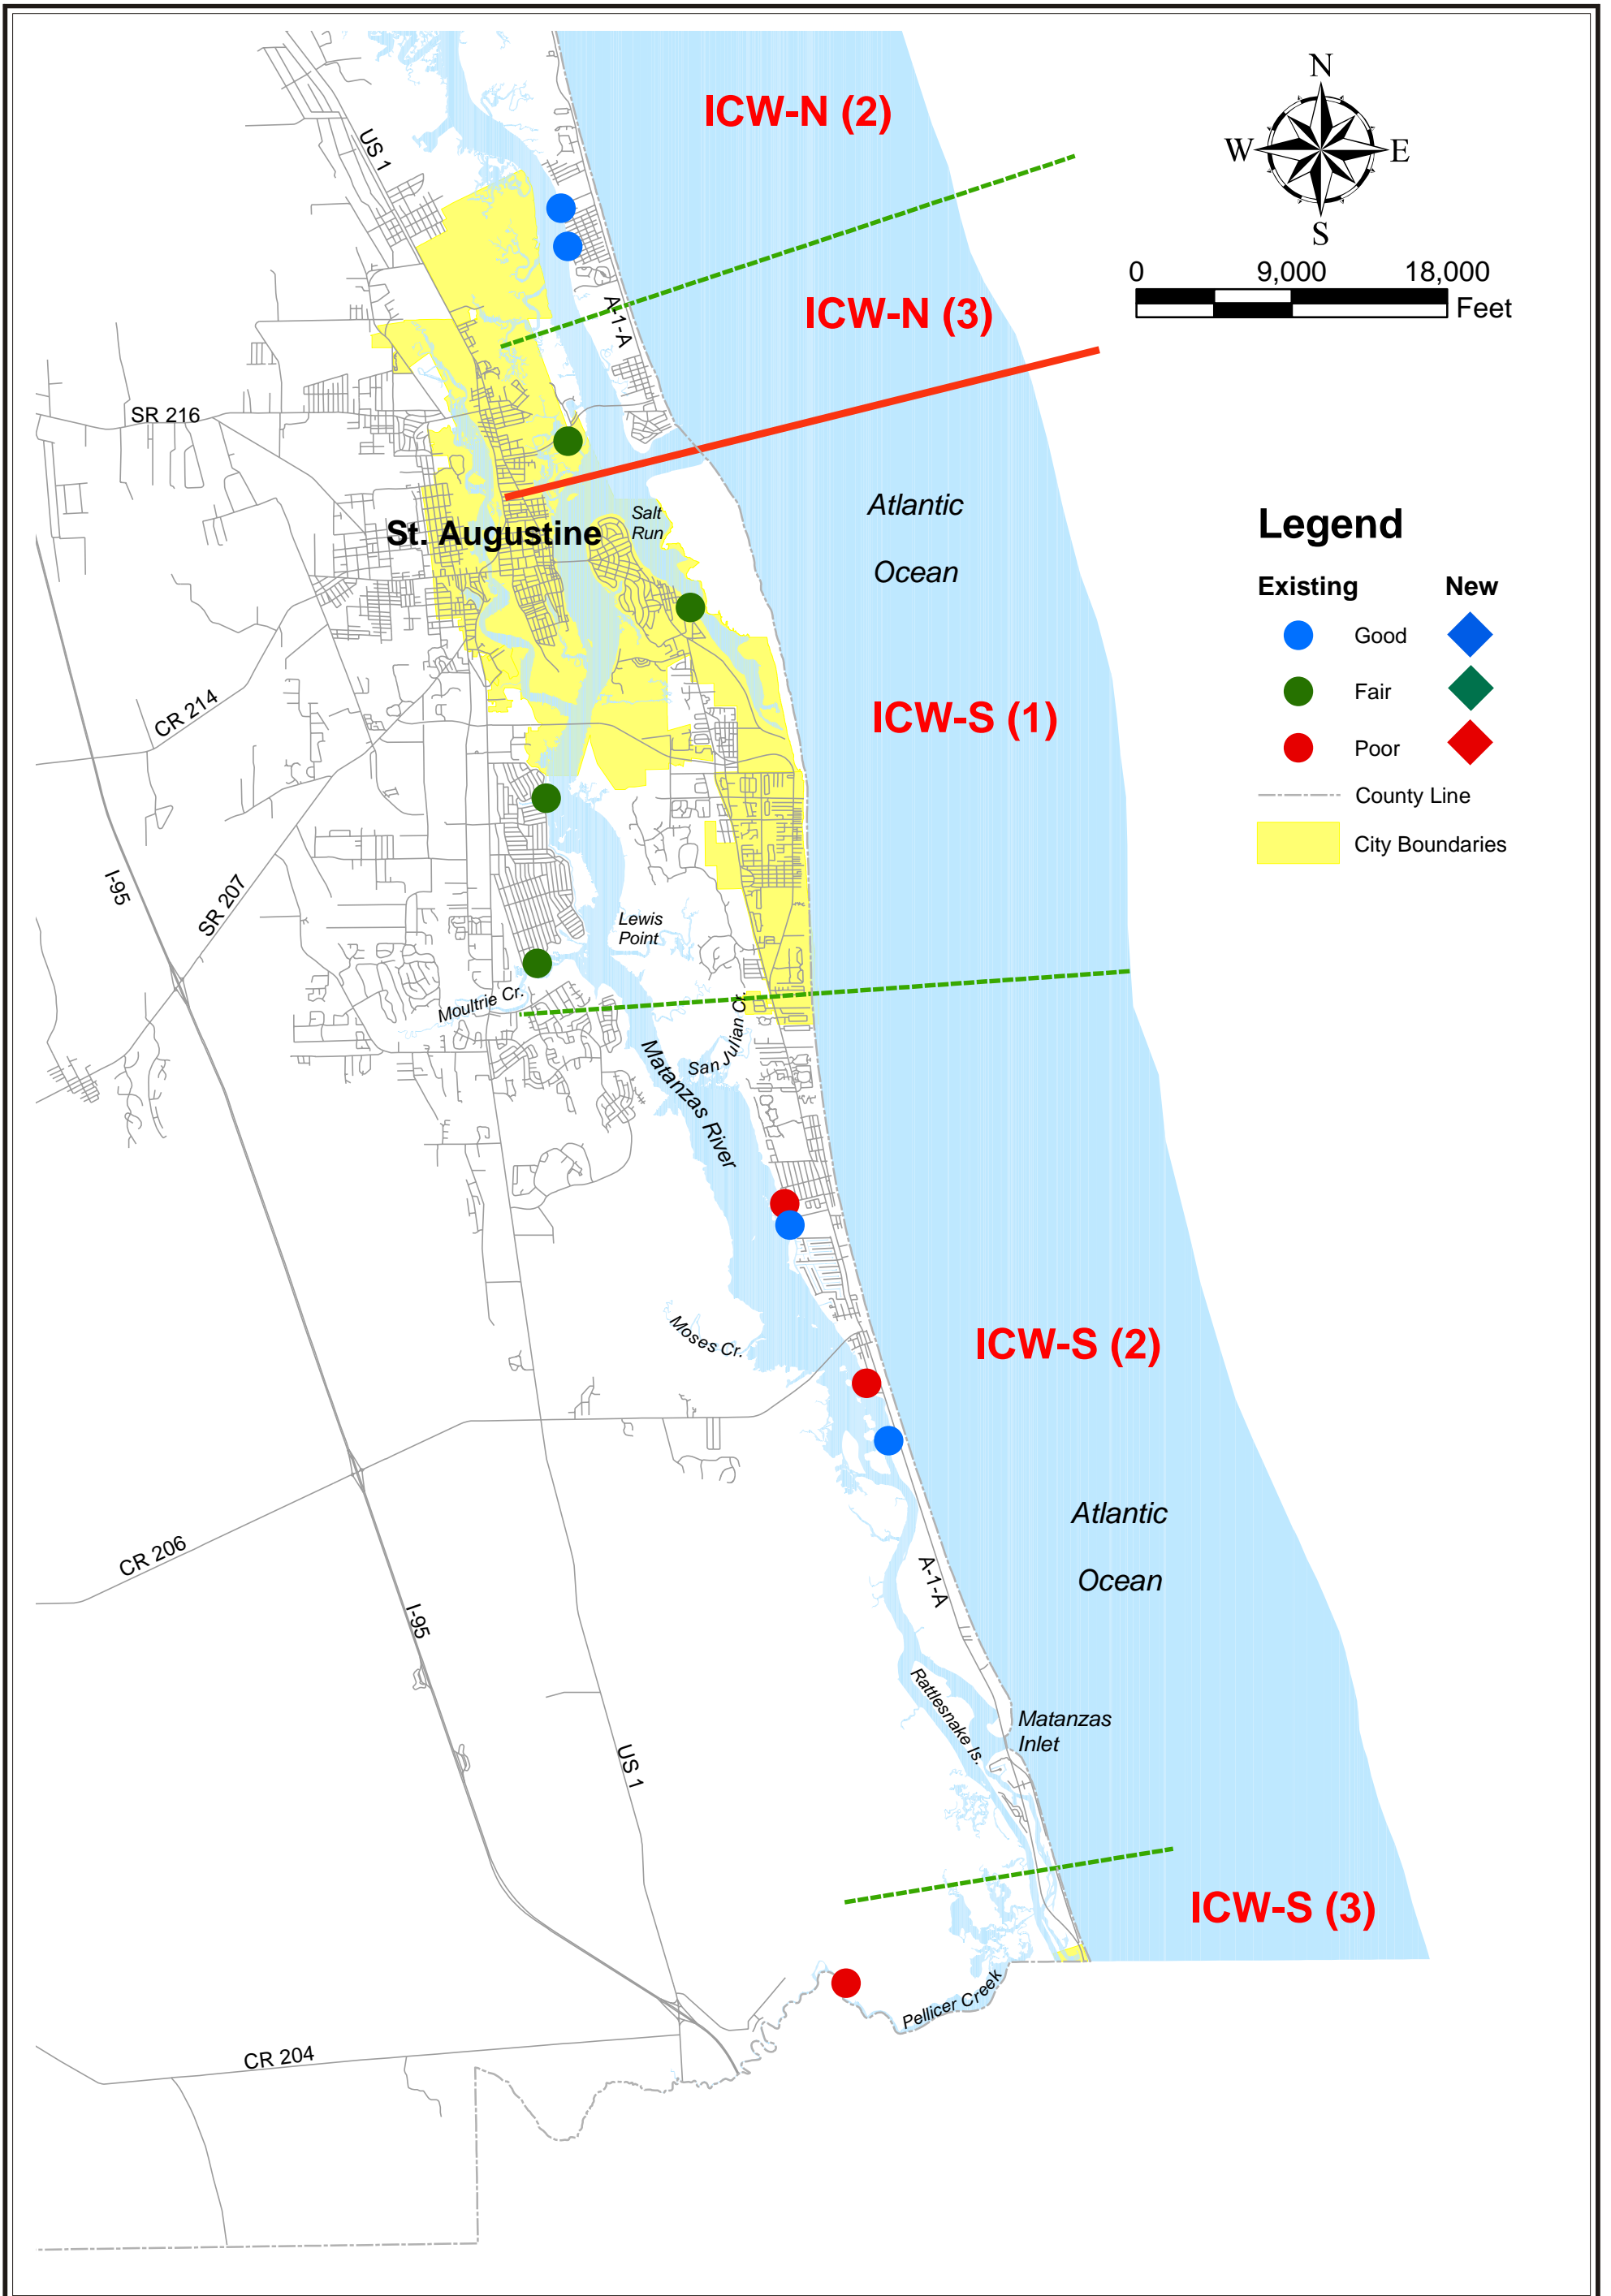 ICW-N (2)
N
W
E
S
US 1
0
9,000
18,000
Feet
A-1-A
ICW-N (3)
SR 216
Salt
Run
St. Augustine
Atlantic
Ocean
Legend
Existing
New
Good
Fair
Poor
County Line
City Boundaries
CR 214
ICW-S (1)
I-95
SR 207
Lewis
Point
Moultrie Cr.
San Julian Cr.
Matanzas River
Moses Cr.
ICW-S (2)
CR 206
Atlantic
Ocean
A-1-A
I-95
Rattlesnake Is.
Matanzas
Inlet
US 1
ICW-S (3)
Pellicer Creek
CR 204